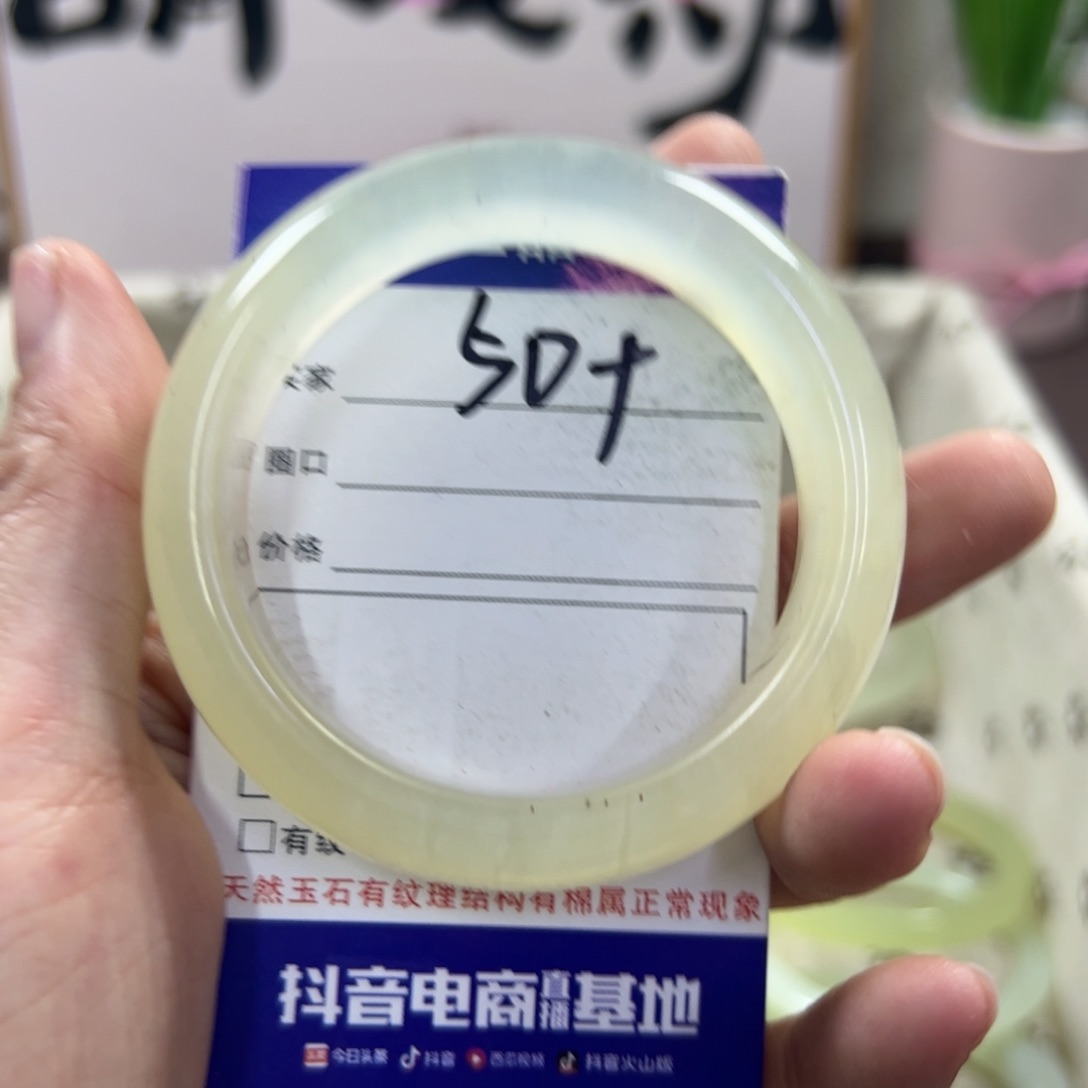 50+
买家
圈口
价格
有纹
天然玉石有纹理结构有棉属正常现象
抖音电商直播基地
今日头条 抖音 西瓜视频 抖音火山版